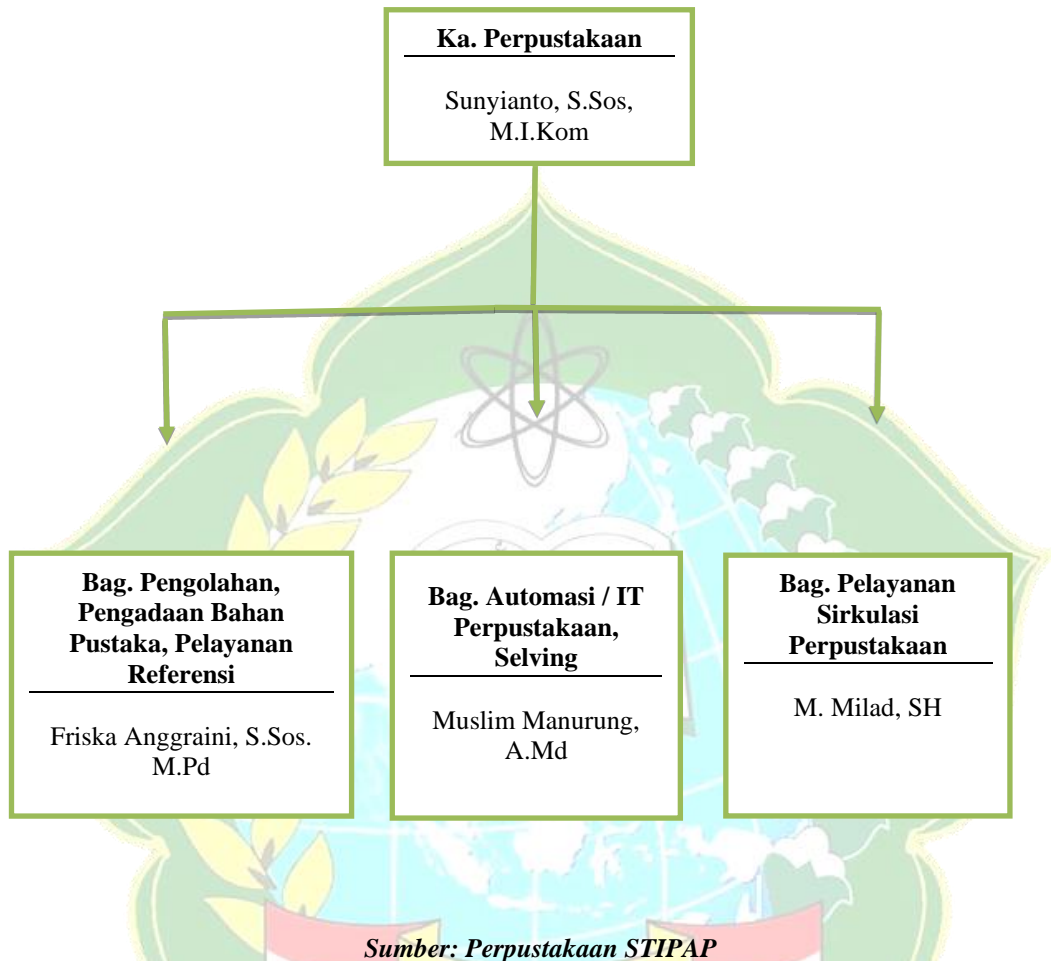 Ka. Perpustakaan
Sunyianto, S.Sos,
M.I.Kom
Bag. Pengolahan,
Pengadaan Bahan
Pustaka, Pelayanan
Referensi
Friska Anggraini, S.Sos.
M.Pd
Bag. Automasi / IT
Perpustakaan,
Selving
Muslim Manurung,
A.Md
Bag. Pelayanan
Sirkulasi
Perpustakaan
M. Milad, SH
Sumber: Perpustakaan STIPAP